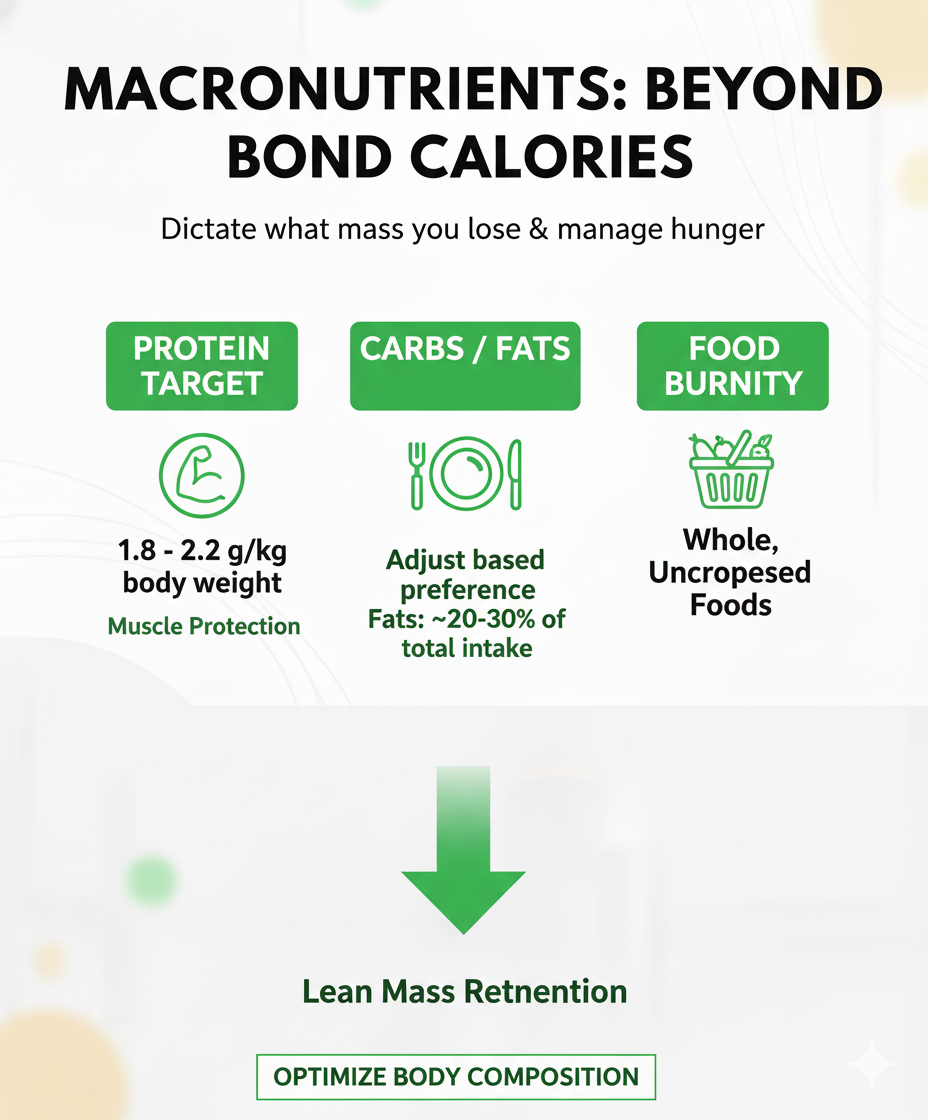 MACRONUTRIENTS: BEYOND
BOND CALORIES
Dictate what mass you lose & manage hunger
PROTEIN
TARGET
1.8 - 2.2 g/kg
body weight
Muscle Protection
CARBS / FATS
Adjust based
preference
Fats: ~20-30% of
total intake
FOOD
BURNITY
Whole,
Uncropesed
Foods
Lean Mass Retnention
OPTIMIZE BODY COMPOSITION